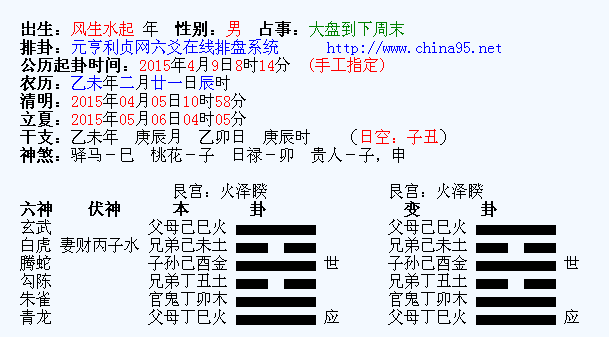 出生：风生水起 年 性别：男 占事：大盘到下周末
排卦：元亨利贞网六爻在线排盘系统 http://www.china95.net
公历起卦时间：2015年4月9日8时14分 (手工指定)
农历：乙未年二月廿一日辰时
清明：2015年04月05日10时58分
立夏：2015年05月06日04时05分
干支：乙未年 庚辰月 乙卯日 庚辰时 (日空：子丑)
神煞：驿马－巳 桃花－子 日禄－卯 贵人－子，申
艮宫：火泽睽 艮宫：火泽睽
六神 伏神 本 卦 变 卦
玄武 父母己巳火 父母己巳火
白虎 妻财丙子水 兄弟己未土 兄弟己未土
腾蛇 子孙己酉金 世 子孙己酉金 世
勾陈 兄弟丁丑土 兄弟丁丑土
朱雀 官鬼丁卯木 官鬼丁卯木
青龙 父母丁巳火 应 父母丁巳火 应